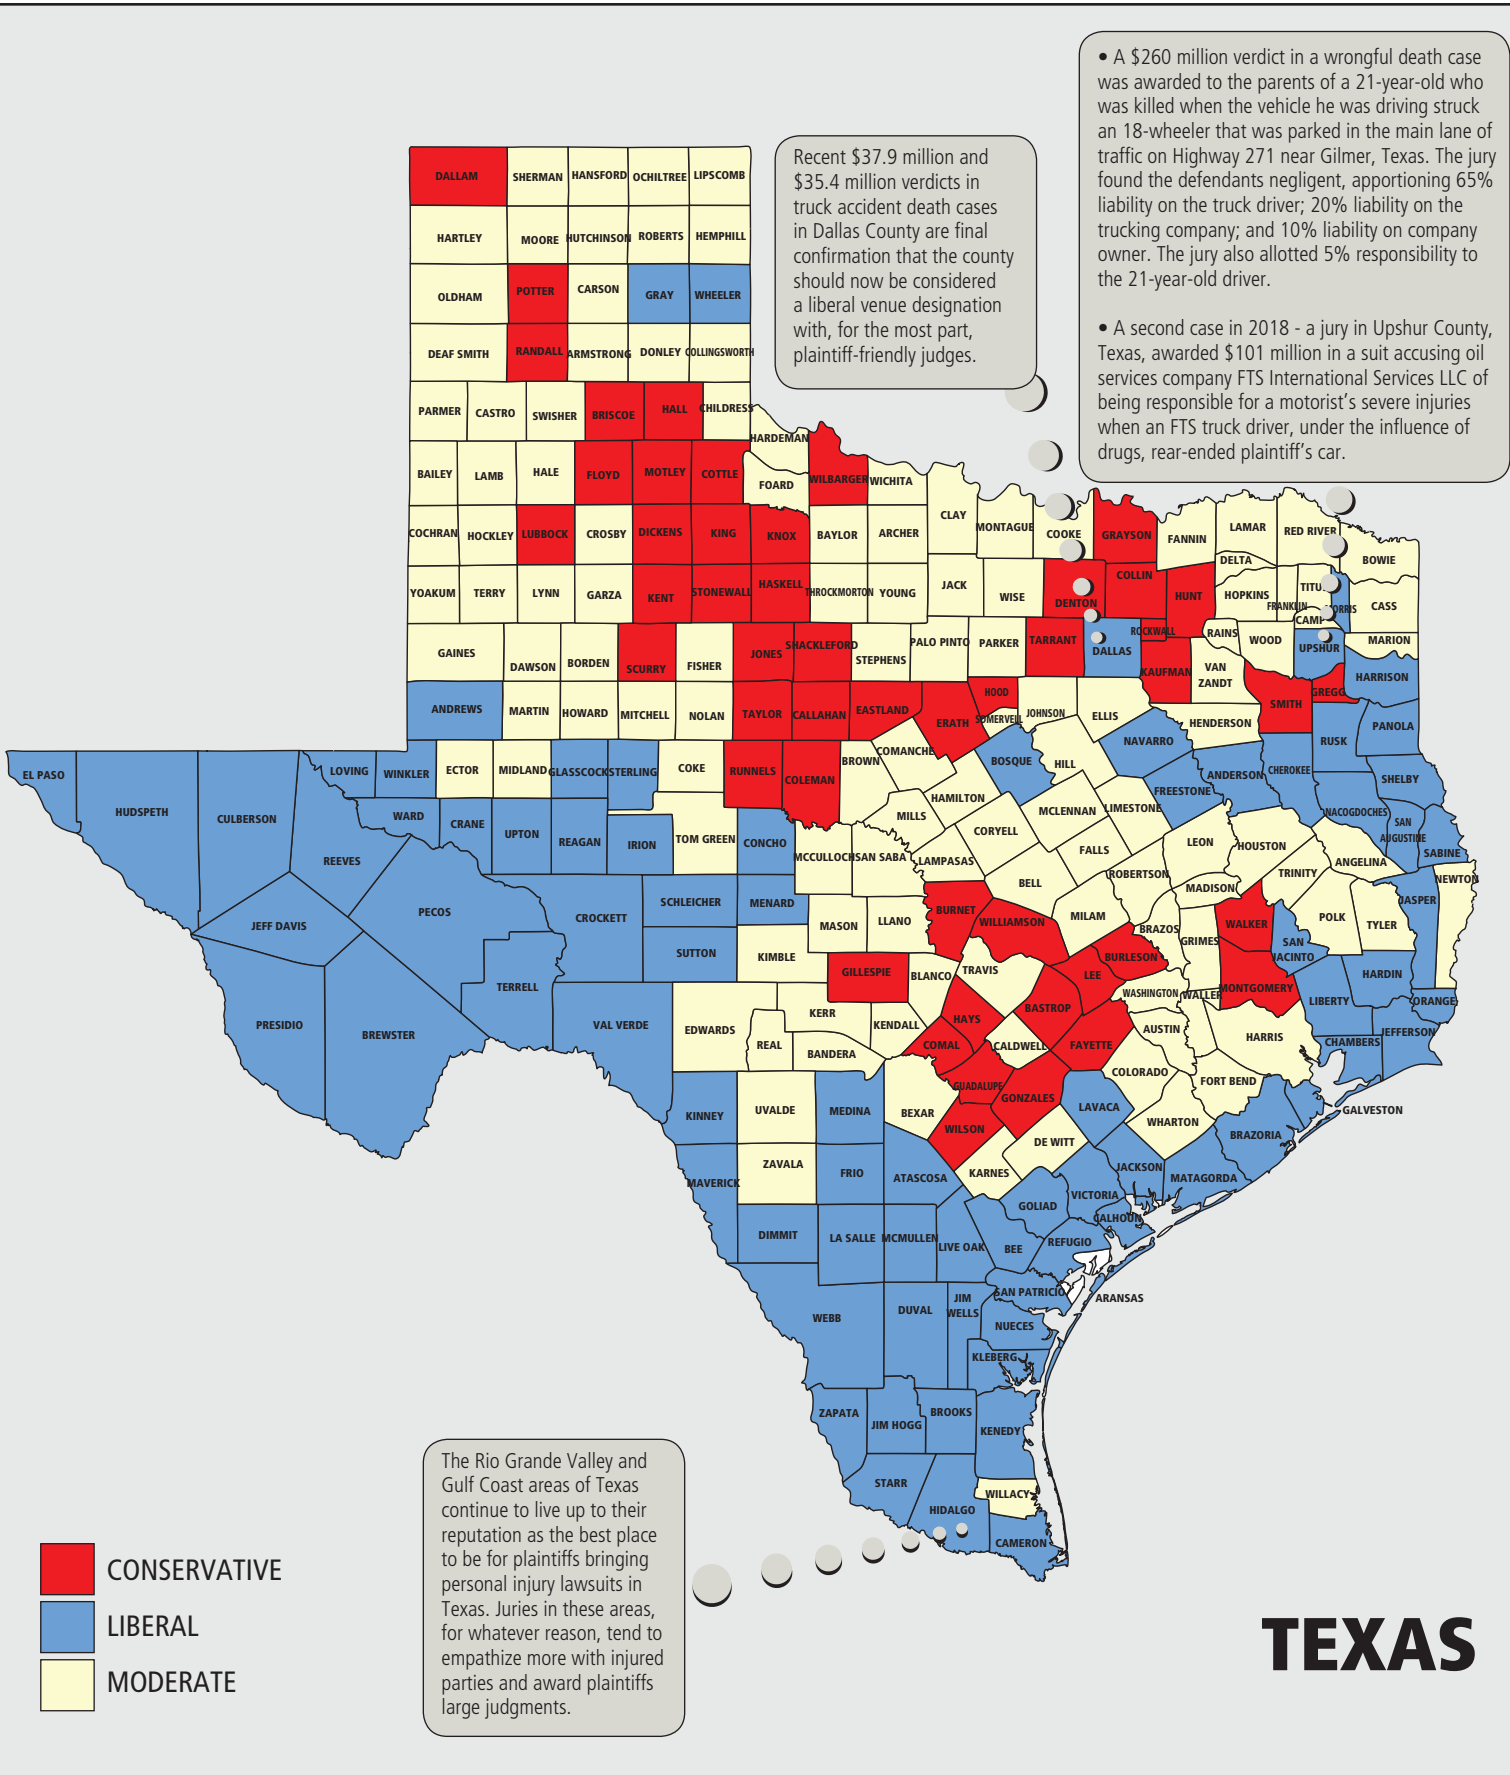 • A $260 million verdict in a wrongful death case
was awarded to the parents of a 21-year-old who
was killed when the vehicle he was driving struck
an 18-wheeler that was parked in the main lane of
traffic on Highway 271 near Gilmer, Texas. The jury
found the defendants negligent, apportioning 65%
liability on the truck driver; 20% liability on the
trucking company; and 10% liability on company
owner. The jury also allotted 5% responsibility to
the 21-year-old driver.
• A second case in 2018 - a jury in Upshur County,
Texas, awarded $101 million in a suit accusing oil
services company FTS International Services LLC of
being responsible for a motorist's severe injuries
when an FTS truck driver, under the influence of
drugs, rear-ended plaintiff's car.
Recent $37.9 million and
$35.4 million verdicts in
truck accident death cases
in Dallas County are final
confirmation that the county
should now be considered
a liberal venue designation
with, for the most part,
plaintiff-friendly judges.
DALLAM SHERMAN HANSFORD OCHILTREE LIPSCOMB
HARTLEY MOORE HUTCHINSON ROBERTS HEMPHILL
OLDHAM POTTER CARSON GRAY WHEELER
DEAF SMITH RANDALL ARMSTRONG DONLEY COLLINGSWORTH
PARMER CASTRO SWISHER BRISCOE HALL CHILDRESS
HARDEMAN
BAILEY LAMB HALE FLOYD MOTLEY COTTLE FOARD WILBARGER WICHITA
COCHRAN HOCKLEY LUBBOCK CROSBY DICKENS KING KNOX BAYLOR ARCHER CLAY MONTAGUE COOKE GRAYSON FANNIN LAMAR RED RIVER BOWIE
DELTA
YOAKUM TERRY LYNN GARZA KENT STONEWALL HASKELL THROCKMORTON YOUNG JACK WISE DENTON COLLIN HUNT HOPKINS FRANKLIN TITU MORRIS CASS
CAMP
GAINES DAWSON BORDEN SCURRY FISHER JONES SHACKLEFORD STEPHENS PALO PINTO PARKER TARRANT DALLAS ROCKWALL RAINS WOOD UPSHUR MARION
KAUFMAN VAN
ZANDT
GREGG HARRISON
ANDREWS MARTIN HOWARD MITCHELL NOLAN TAYLOR CALLAHAN EASTLAND ERATH HOOD SOMERVELL JOHNSON ELLIS HENDERSON SMITH
RUSK PANOLA
EL PASO LOVING WINKLER ECTOR MIDLAND GLASSCOCK STERLING COKE RUNNELS COLEMAN BROWN COMANCHE BOSQUE HILL NAVARRO ANDERSON CHEROKEE SHELBY
HUDSPETH CULBERSON WARD CRANE UPTON REAGAN IRION TOM GREEN CONCHO MILLS HAMILTON CORYELL MCLENNAN LIMESTONE FREESTONE NACOGDOCHES SAN
AUGUSTINE
SABINE
REEVES MCCULLOCH SAN SABA LAMPASAS BELL FALLS LEON HOUSTON ANGELINA
ROBERTSON MADISON TRINITY NEWTON
JEFF DAVIS PECOS CROCKETT SCHLEICHER MENARD MASON LLANO BURNET WILLIAMSON MILAM BRAZOS GRIMES WALKER SAN
JACINTO
POLK TYLER JASPER
SUTTON KIMBLE GILLESPIE BLANCO TRAVIS LEE BURLESON MONTGOMERY HARDIN
TERRELL WASHINGTON WALLER LIBERTY ORANGE
PRESIDIO BREWSTER VAL VERDE EDWARDS KERR KENDALL HAYS BASTROP AUSTIN HARRIS CHAMBERS JEFFERSON
REAL BANDERA COMAL CALDWELL FAYETTE
COLORADO FORT BEND
GUADALUPE GONZALES
KINNEY UVALDE MEDINA BEXAR WILSON LAVACA WHARTON BRAZORIA GALVESTON
MAVERICK ZAVALA FRIO ATASCOSA KARNES DE WITT JACKSON MATAGORDA
GOLIAD VICTORIA CALHOUN
DIMMIT LA SALLE MCMULLEN LIVE OAK BEE REFUGIO
SAN PATRICIO ARANSAS
WEBB DUVAL JIM
WELLS
NUECES
KLEBERG
ZAPATA JIM HOGG BROOKS KENEDY
STARR HIDALGO WILLACY
CAMERON
The Rio Grande Valley and
Gulf Coast areas of Texas
continue to live up to their
reputation as the best place
to be for plaintiffs bringing
personal injury lawsuits in
Texas. Juries in these areas,
for whatever reason, tend to
empathize more with injured
parties and award plaintiffs
large judgments.
CONSERVATIVE
LIBERAL
MODERATE
TEXAS